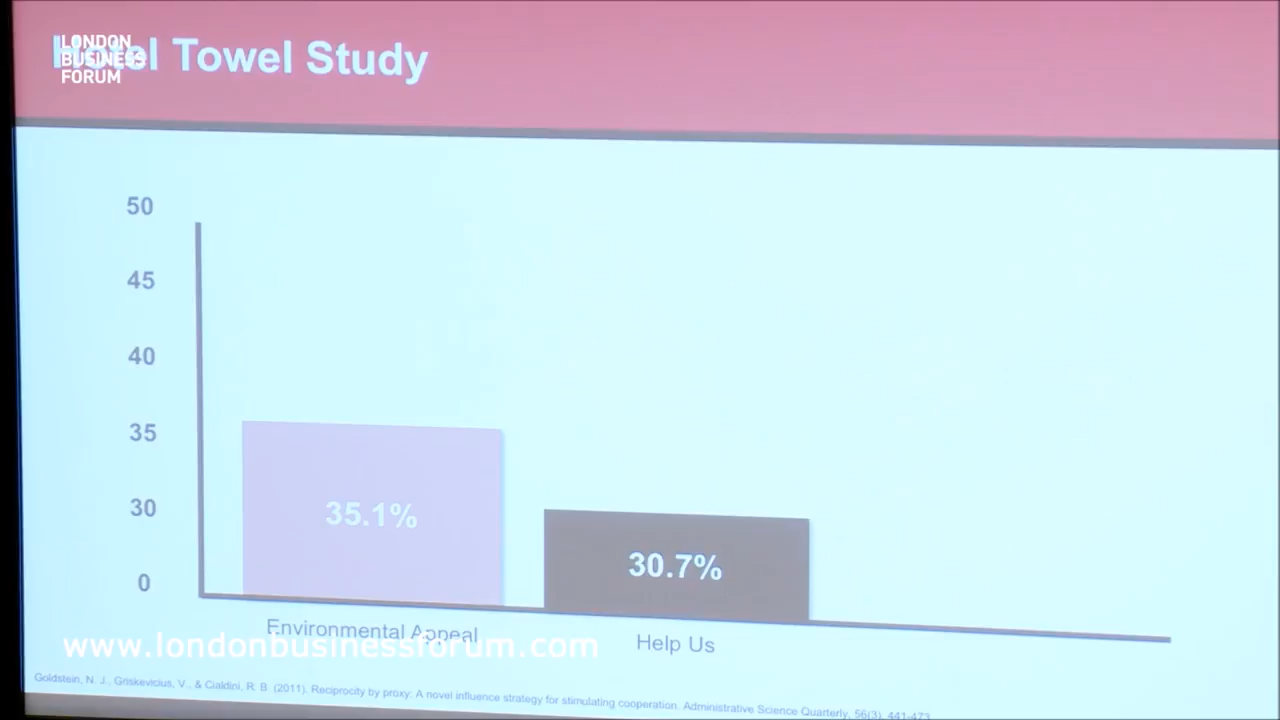 Hotel Towel Study
LONDON
BUSINESS
FORUM
50
45
40
35
30
0
35.1%
30.7%
Environmental Appeal
Help Us
www.londonbusinessforum.com
Goldstein, N. J., Griskevicius, V., & Cialdini, R. B. (2011). Reciprocity by proxy: A novel influence strategy for stimulating cooperation. Administrative Science Quarterly, 56(3), 441-473.